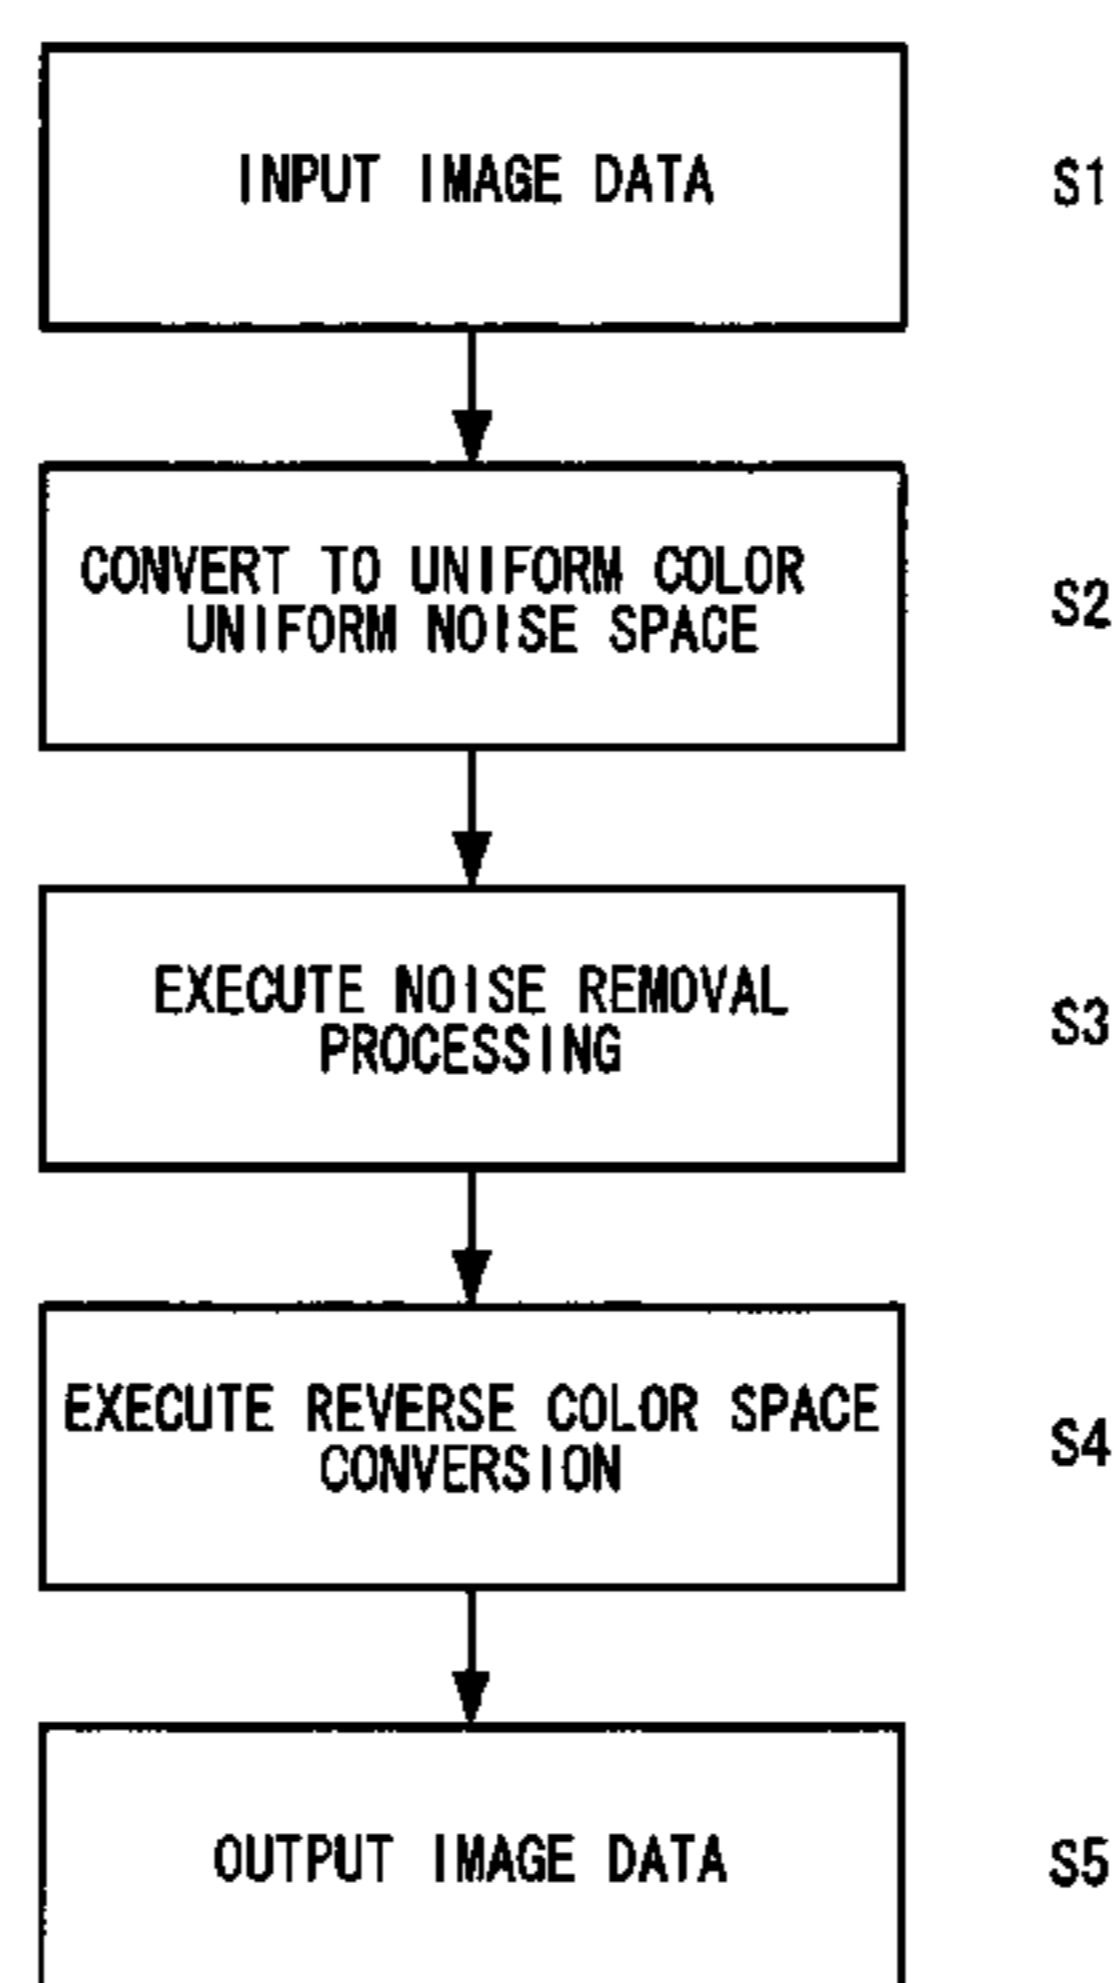 INPUT IMAGE DATA
S1
CONVERT TO UNIFORM COLOR
UNIFORM NOISE SPACE
S2
EXECUTE NOISE REMOVAL
PROCESSING
S3
EXECUTE REVERSE COLOR SPACE
CONVERSION
S4
OUTPUT IMAGE DATA
S5